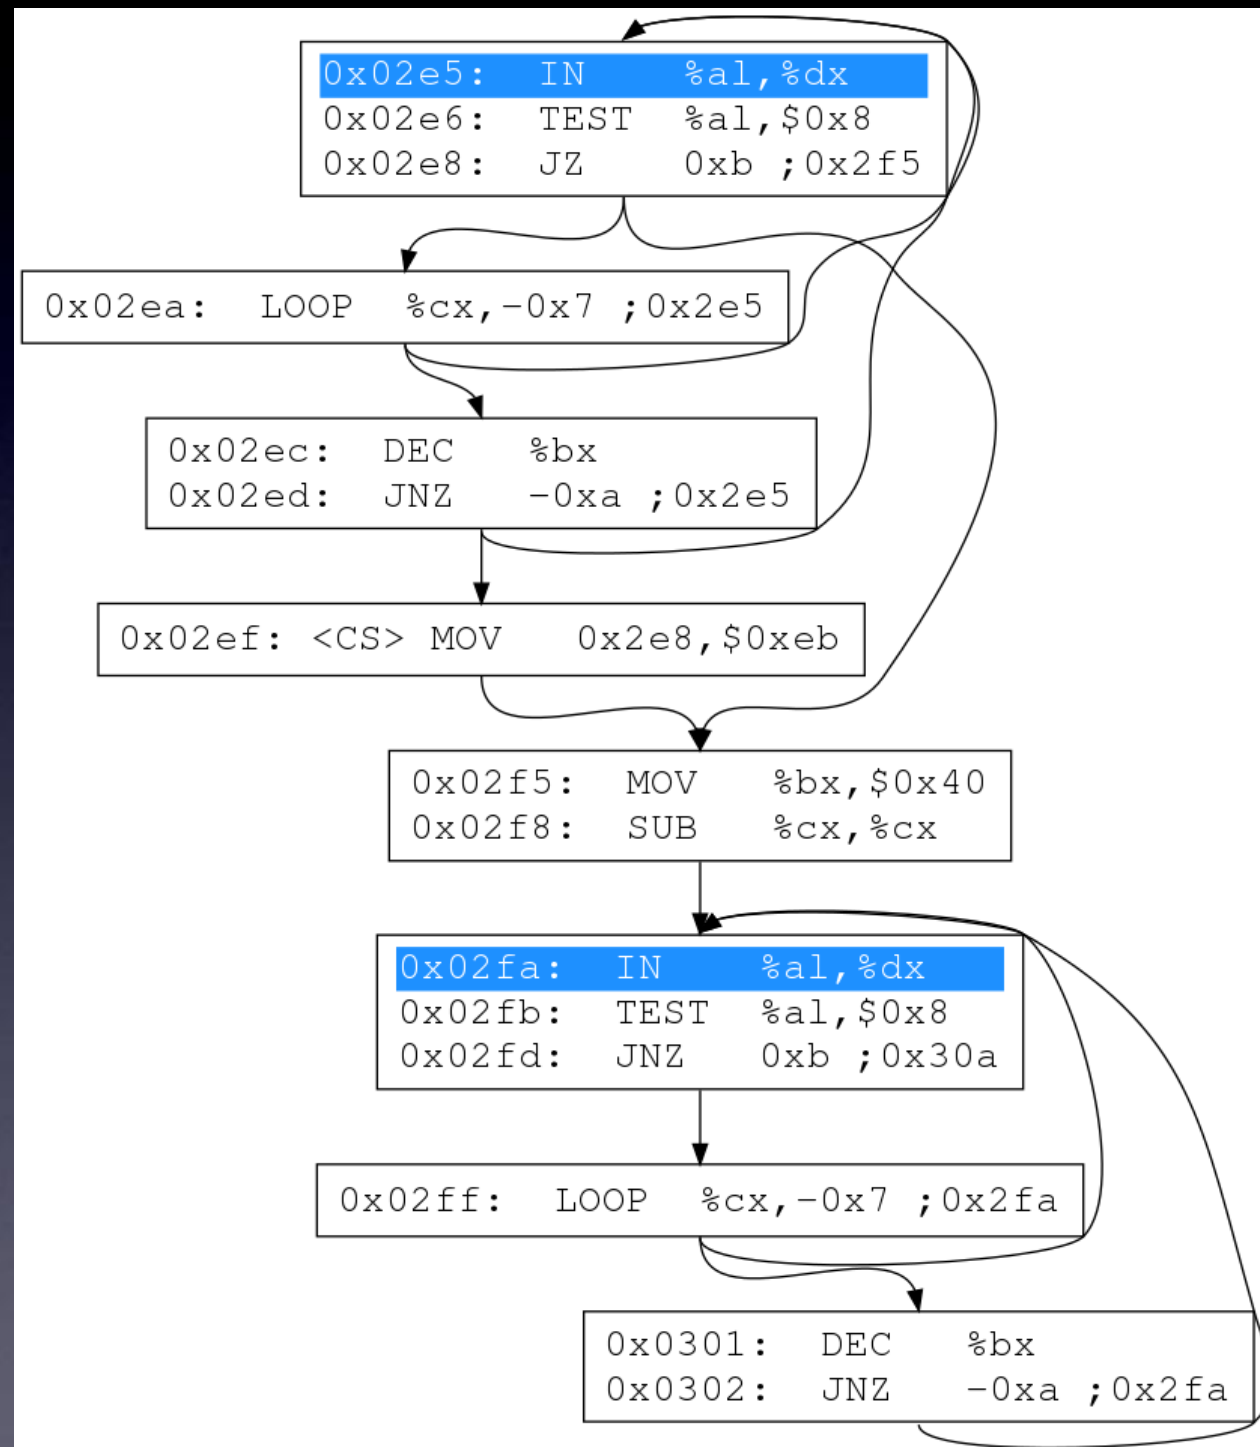 0x02e5:  IN     %al,%dx
0x02e6:  TEST  %al,$0x8
0x02e8:  JZ     0xb ;0x2f5
0x02ea:  LOOP  %cx,-0x7 ;0x2e5
0x02ec:  DEC   %bx
0x02ed:  JNZ   -0xa ;0x2e5
0x02ef: <CS> MOV   0x2e8,$0xeb
0x02f5:  MOV   %bx,$0x40
0x02f8:  SUB   %cx,%cx
0x02fa:  IN     %al,%dx
0x02fb:  TEST  %al,$0x8
0x02fd:  JNZ   0xb ;0x30a
0x02ff:  LOOP  %cx,-0x7 ;0x2fa
0x0301:  DEC   %bx
0x0302:  JNZ   -0xa ;0x2fa